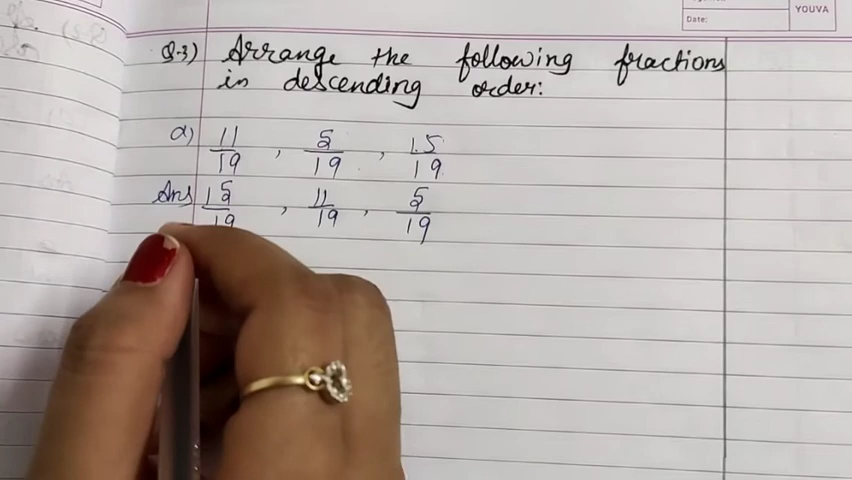 YOUVA
Date:
Q-3) Arrange the following fractions
in descending order:
a) 11/19 , 5/19 , 15/19
Ans 15/19 , 11/19 , 5/19